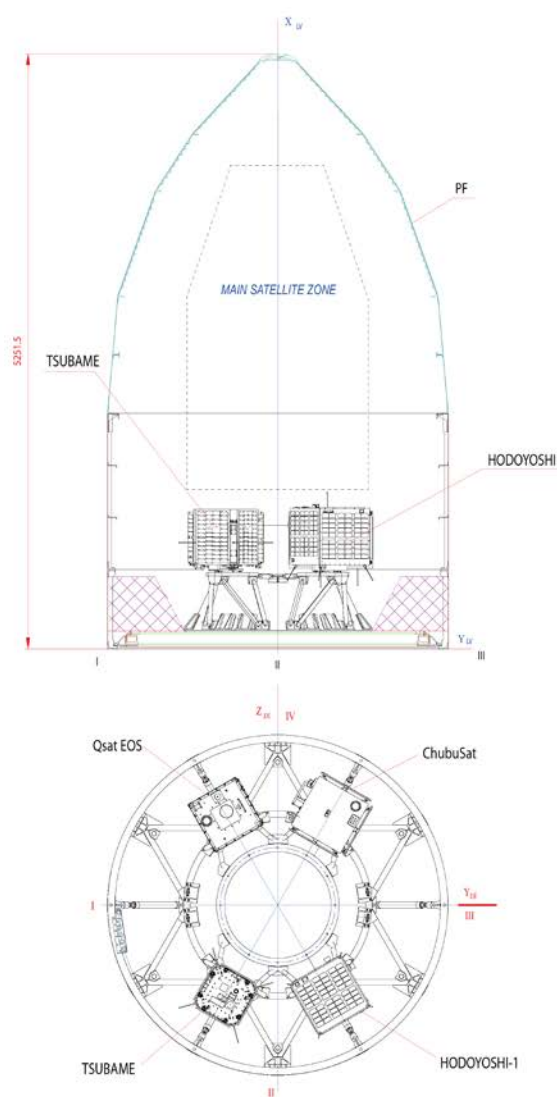 X LV
PF
MAIN SATELLITE ZONE
5251.5
TSUBAME
HODOYOSHI
Y LV
I
II
III
Z LV IV
Qsat EOS
ChubuSat
I
Y LV
III
TSUBAME
HODOYOSHI-1
II